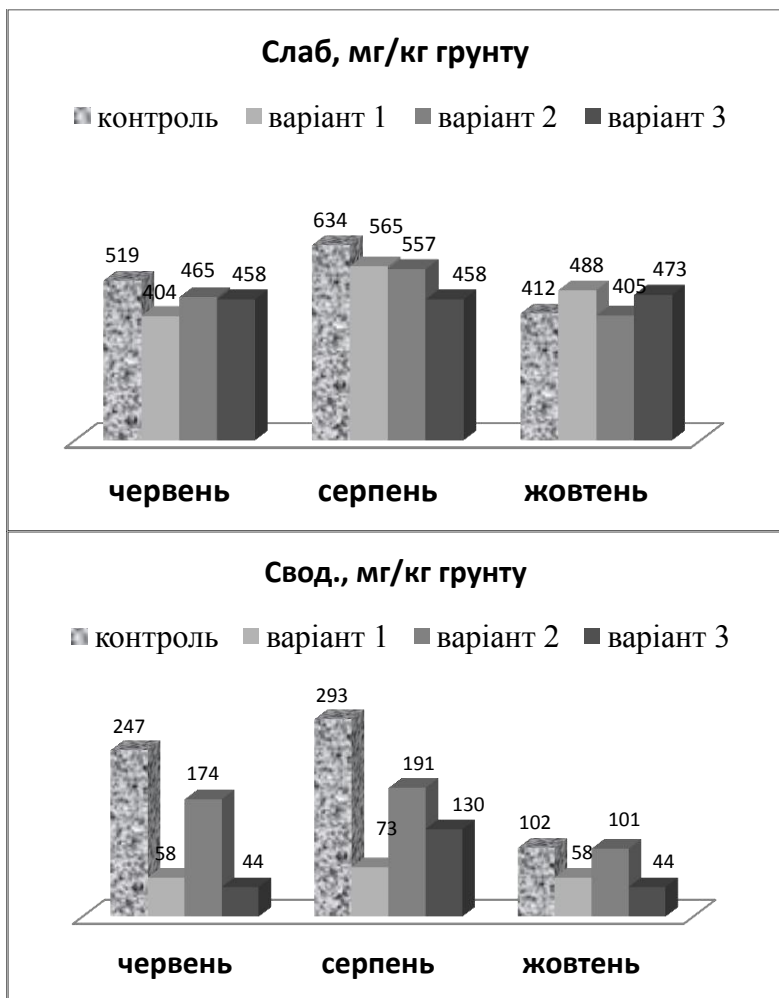 Слаб, мг/кг грунту
контроль варіант 1 варіант 2 варіант 3
519 404 465 458 634 565 557 458 412 488 405 473
червень серпень жовтень
Свод., мг/кг грунту
контроль варіант 1 варіант 2 варіант 3
247 58 174 44 293 73 191 130 102 58 101 44
червень серпень жовтень